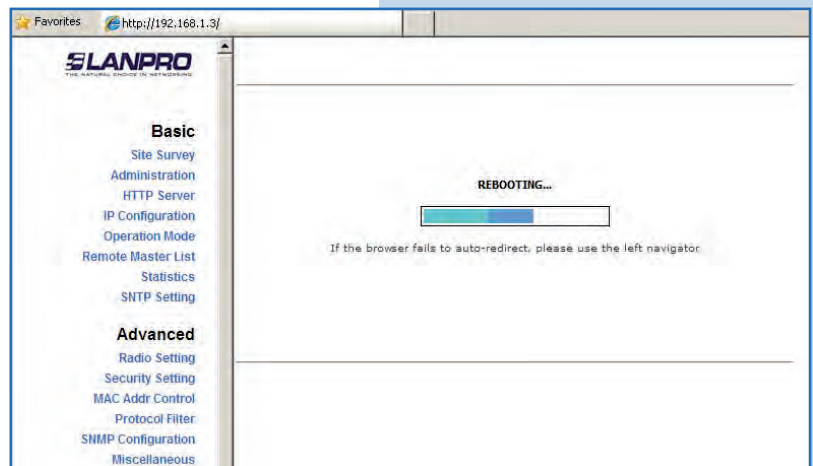 Favorites http://192.168.1.3/
LANPRO
THE NATURAL CHOICE IN NETWORKING
Basic
Site Survey
Administration
HTTP Server
IP Configuration
Operation Mode
Remote Master List
Statistics
SNTP Setting
Advanced
Radio Setting
Security Setting
MAC Addr Control
Protocol Filter
SNMP Configuration
Miscellaneous
REBOOTING...
If the browser fails to auto-redirect, please use the left navigator